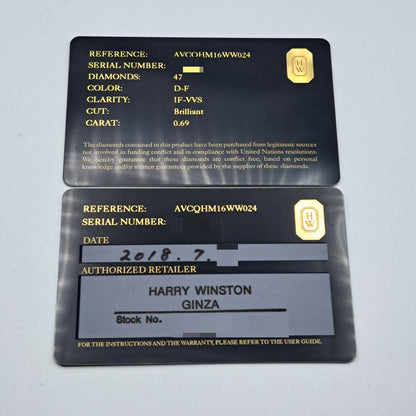 REFERENCE: AVCQHM16WW024
SERIAL NUMBER:
DIAMONDS: 47
COLOR: D-F
CLARITY: IF-VVS
CUT: Brilliant
CARAT: 0.69
The diamonds contained in this product have been purchased from legitimate sources
not involved in funding conflict and in compliance with United Nations resolutions.
We hereby guarantee that these diamonds are conflict free, based on personal
knowledge and/or written guarantees provided by the supplier of these diamonds.
HW
REFERENCE: AVCQHM16WW024
SERIAL NUMBER:
HW
DATE
2018. 7.
AUTHORIZED RETAILER
HARRY WINSTON
GINZA
Stock No.
FOR THE INSTRUCTIONS AND THE WARRANTY, PLEASE REFER TO THE USER GUIDE.